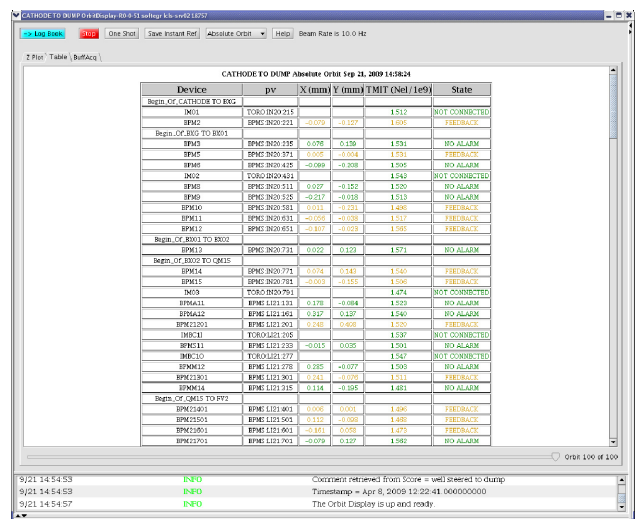 CATHODE TO DUMP OrbitDisplay-R0-0-S1 softegr lcls-srv02:18757
-> Log Book Stop One Shot Save Instant Ref Absolute Orbit Help Beam Rate is 10.0 Hz
Z Plot Table BuffAcq
CATHODE TO DUMP Absolute Orbit Sep 21, 2009 14:58:24
Device pv X (mm) Y (mm) TMIT (Nel/1e9) State
Begin_Of_CATHODE TO BXG
IM01 TORO:IN20:215 1.512 NOT CONNECTED
BPM2 BPMS:IN20:221 -0.079 -0.127 1.605 FEEDBACK
Begin_Of_BXG TO BX01
BPM3 BPMS:IN20:235 0.076 0.139 1.531 NO ALARM
BPM5 BPMS:IN20:371 0.005 -0.004 1.531 FEEDBACK
BPM6 BPMS:IN20:425 -0.099 -0.208 1.505 NO ALARM
IM02 TORO:IN20:431 1.543 NOT CONNECTED
BPM8 BPMS:IN20:511 0.027 -0.152 1.520 NO ALARM
BPM9 BPMS:IN20:525 -0.217 -0.018 1.513 NO ALARM
BPM10 BPMS:IN20:581 0.011 -0.231 1.498 FEEDBACK
BPM11 BPMS:IN20:631 -0.056 -0.038 1.517 FEEDBACK
BPM12 BPMS:IN20:651 -0.107 -0.023 1.565 FEEDBACK
Begin_Of_BX01 TO BX02
BPM13 BPMS:IN20:731 0.022 0.123 1.571 NO ALARM
Begin_Of_BX02 TO QM15
BPM14 BPMS:IN20:771 0.074 0.143 1.540 FEEDBACK
BPM15 BPMS:IN20:781 -0.003 -0.155 1.506 FEEDBACK
IM03 TORO:IN20:791 1.474 NOT CONNECTED
BPMA11 BPMS:LI21:131 0.178 -0.084 1.523 NO ALARM
BPMA12 BPMS:LI21:161 0.317 0.137 1.540 NO ALARM
BPM21201 BPMS:LI21:201 0.248 0.408 1.520 FEEDBACK
IMBC1I TORO:LI21:205 1.537 NOT CONNECTED
BPMS11 BPMS:LI21:233 -0.015 0.035 1.501 NO ALARM
IMBC1O TORO:LI21:277 1.547 NOT CONNECTED
BPMM12 BPMS:LI21:278 0.285 -0.077 1.503 NO ALARM
BPM21301 BPMS:LI21:301 0.241 -0.076 1.511 FEEDBACK
BPMM14 BPMS:LI21:315 0.114 -0.195 1.481 NO ALARM
Begin_Of_QM15 TO FV2
BPM21401 BPMS:LI21:401 0.006 0.001 1.496 FEEDBACK
BPM21501 BPMS:LI21:501 0.112 -0.098 1.468 FEEDBACK
BPM21601 BPMS:LI21:601 -0.161 0.058 1.473 FEEDBACK
BPM21701 BPMS:LI21:701 -0.079 0.127 1.562 NO ALARM
Orbit 100 of 100
9/21 14:54:53 INFO Comment retrieved from Score = well steered to dump
9/21 14:54:53 INFO Timestamp = Apr 8, 2009 12:22:41.000000000
9/21 14:54:57 INFO The Orbit Display is up and ready.